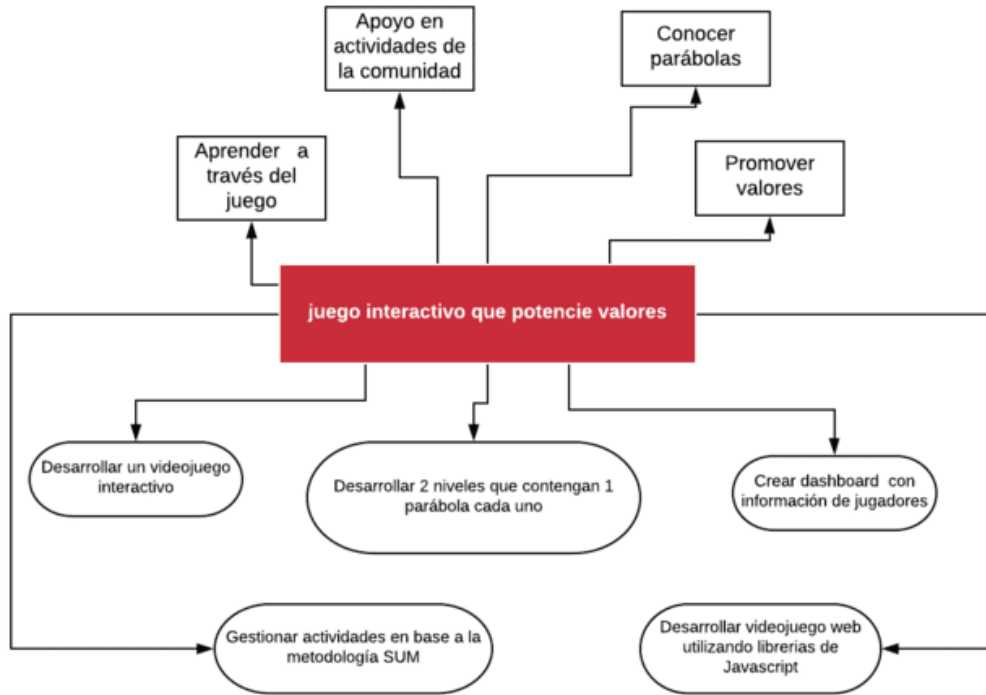 Apoyo en
actividades de
la comunidad
Conocer
parábolas
Aprender a
través del
juego
Promover
valores
juego interactivo que potencie valores
Desarrollar un videojuego
interactivo
Desarrollar 2 niveles que contengan 1
parábola cada uno
Crear dashboard con
información de jugadores
Gestionar actividades en base a la
metodología SUM
Desarrollar videojuego web
utilizando librerias de
Javascript